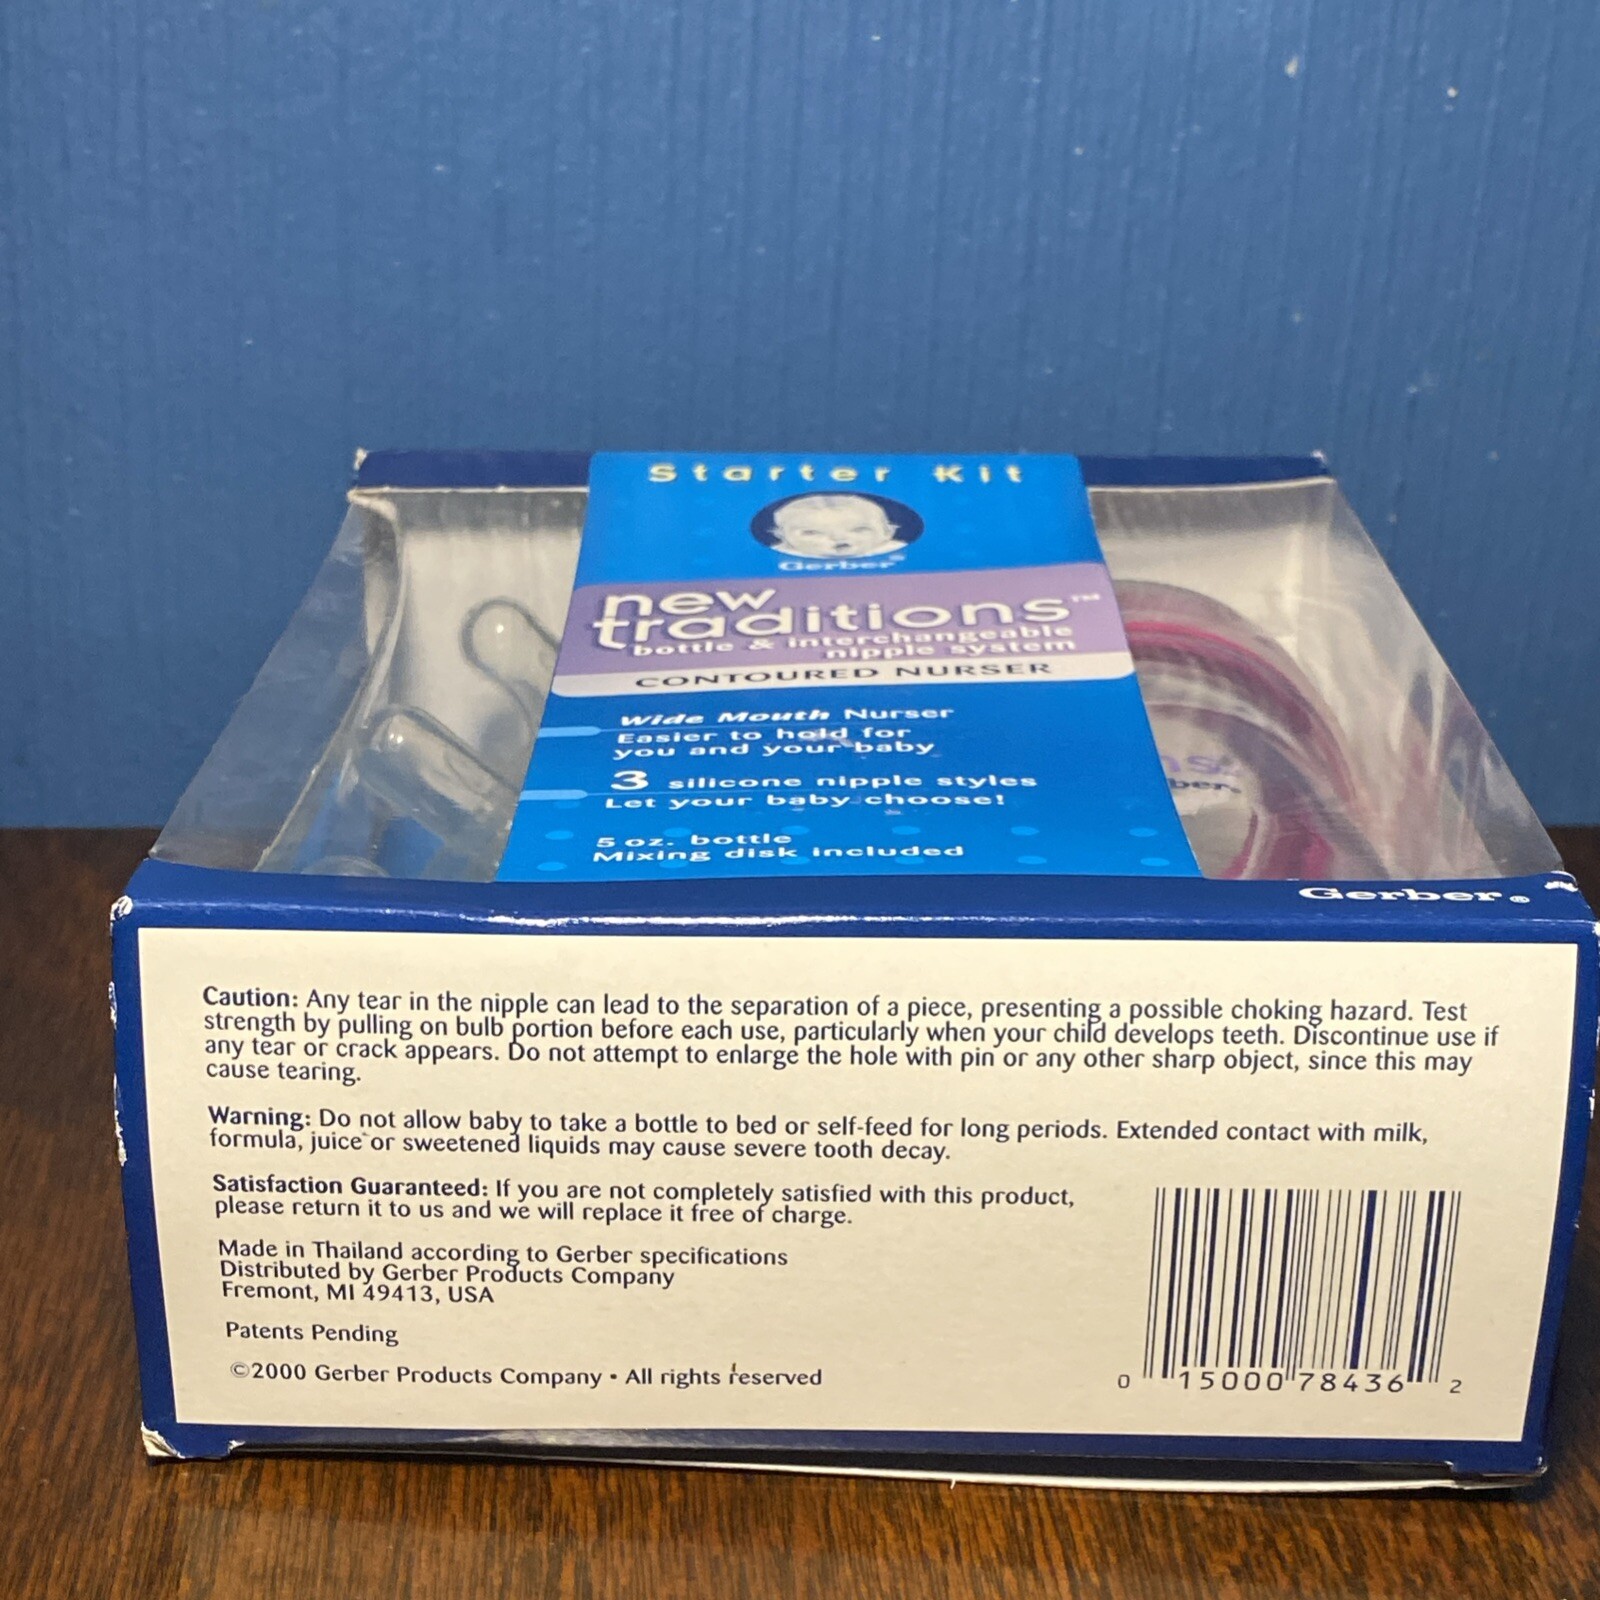 Starter Kit
Gerber®
new
traditions™
bottle & interchangeable
nipple system
CONTOURED NURSER
Wide Mouth Nurser
Easier to hold for
you and your baby
3 silicone nipple styles
Let your baby choose!
5 oz. bottle
Mixing disk included
ns
ber.
Gerber®
Caution: Any tear in the nipple can lead to the separation of a piece, presenting a possible choking hazard. Test
strength by pulling on bulb portion before each use, particularly when your child develops teeth. Discontinue use if
any tear or crack appears. Do not attempt to enlarge the hole with pin or any other sharp object, since this may
cause tearing.
Warning: Do not allow baby to take a bottle to bed or self-feed for long periods. Extended contact with milk,
formula, juice or sweetened liquids may cause severe tooth decay.
Satisfaction Guaranteed: If you are not completely satisfied with this product,
please return it to us and we will replace it free of charge.
Made in Thailand according to Gerber specifications
Distributed by Gerber Products Company
Fremont, MI 49413, USA
Patents Pending
©2000 Gerber Products Company • All rights reserved
0 15000 78436 2